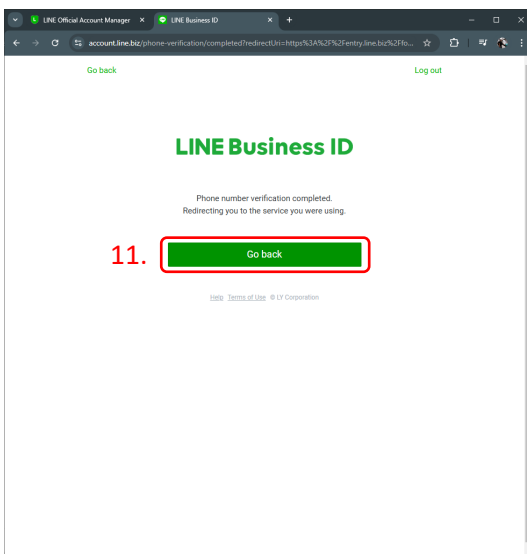 LINE Official Account Manager
LINE Business ID
account.line.biz/phone-verification/completed?redirectUri=https%3A%2F%2Fentry.line.biz%2Ffo...
Go back
Log out
LINE Business ID
Phone number verification completed.
Redirecting you to the service you were using.
11.
Go back
Help Terms of Use © LY Corporation